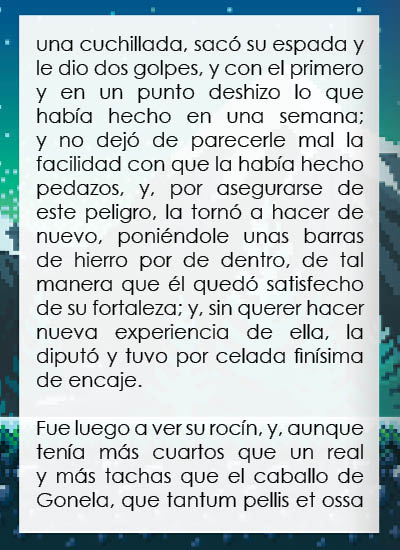 una cuchillada, sacó su espada y
le dio dos golpes, y con el primero
y en un punto deshizo lo que
había hecho en una semana;
y no dejó de parecerle mal la
facilidad con que la había hecho
pedazos, y, por asegurarse de
este peligro, la tornó a hacer de
nuevo, poniéndole unas barras
de hierro por de dentro, de tal
manera que él quedó satisfecho
de su fortaleza; y, sin querer hacer
nueva experiencia de ella, la
diputó y tuvo por celada finísima
de encaje.
Fue luego a ver su rocín, y, aunque
tenía más cuartos que un real
y más tachas que el caballo de
Gonela, que tantum pellis et ossa